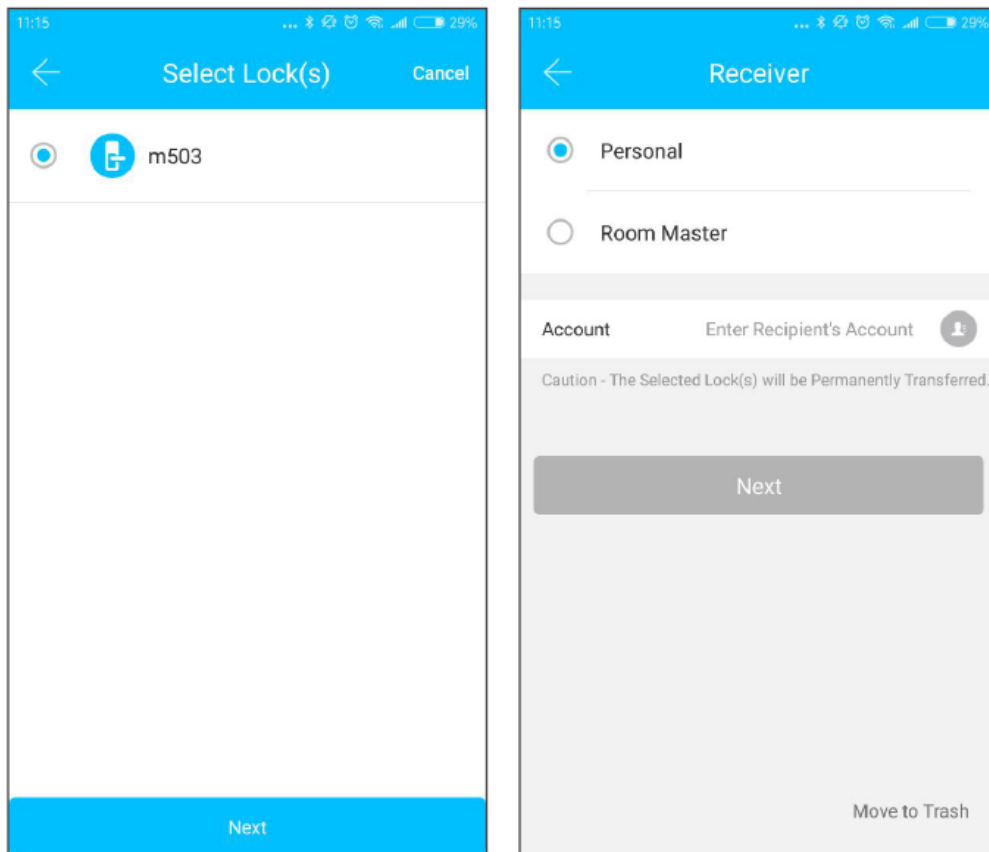 11:15
... 29%
Select Lock(s)
Cancel
m503
Next
11:15
... 29%
Receiver
Personal
Room Master
Account
Enter Recipient's Account
Caution - The Selected Lock(s) will be Permanently Transferred.
Next
Move to Trash